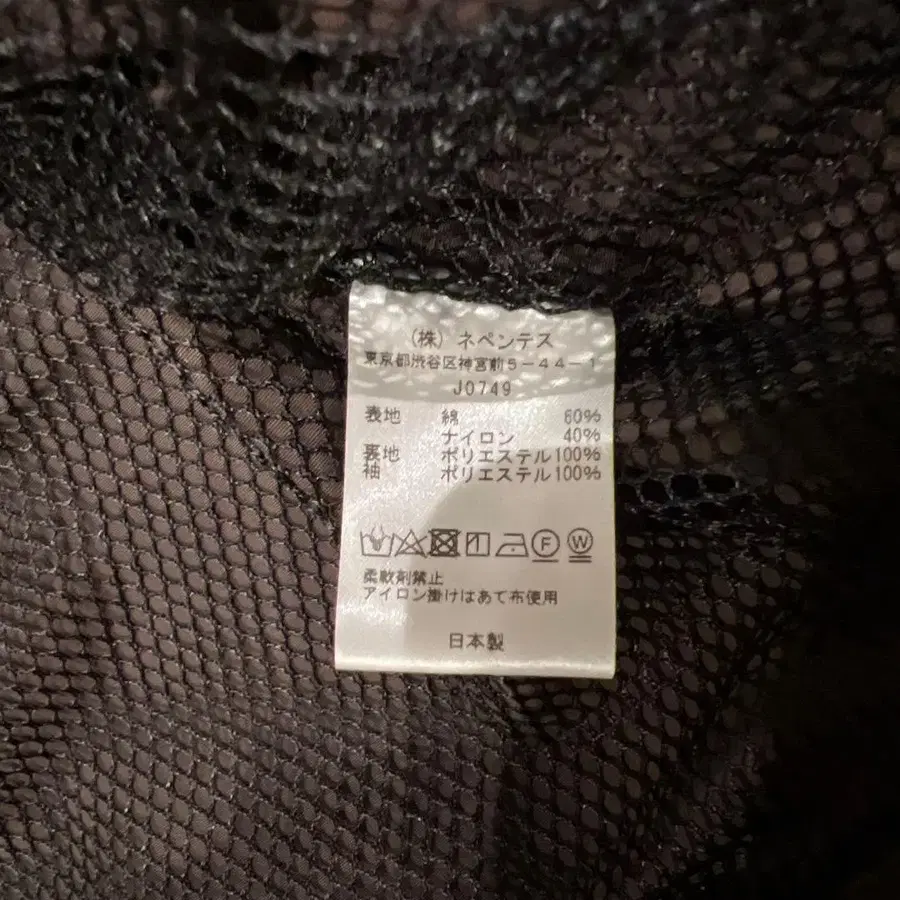 (株) ネペンテス
東京都渋谷区神宮前5-44-1
J0749
表地 綿 60%
ナイロン 40%
裏地 ポリエステル100%
袖 ポリエステル100%
F W
柔軟剤禁止
アイロン掛けはあて布使用
日本製